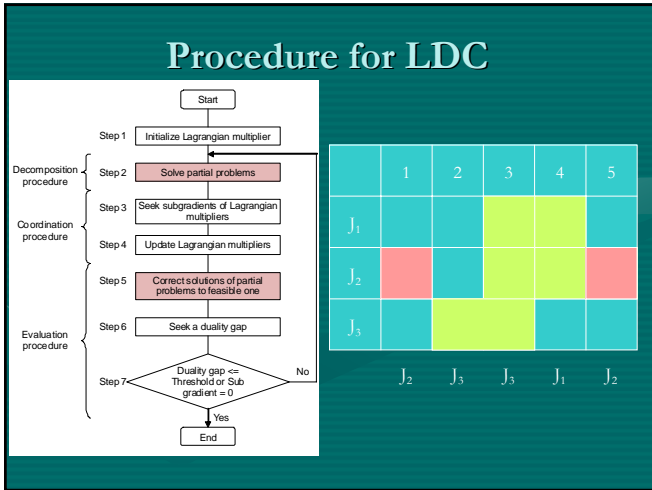 Procedure for LDC
Start
Step 1
Initialize Lagrangian multiplier
Decomposition
procedure
Step 2
Solve partial problems
Coordination
procedure
Step 3
Seek subgradients of Lagrangian
multipliers
Step 4
Update Lagrangian multipliers
Evaluation
procedure
Step 5
Correct solutions of partial
problems to feasible one
Step 6
Seek a duality gap
Step 7
Duality gap <=
Threshold or Sub
gradient = 0
No
Yes
End
1 2 3 4 5
J1
J2
J3
J2 J3 J3 J1 J2